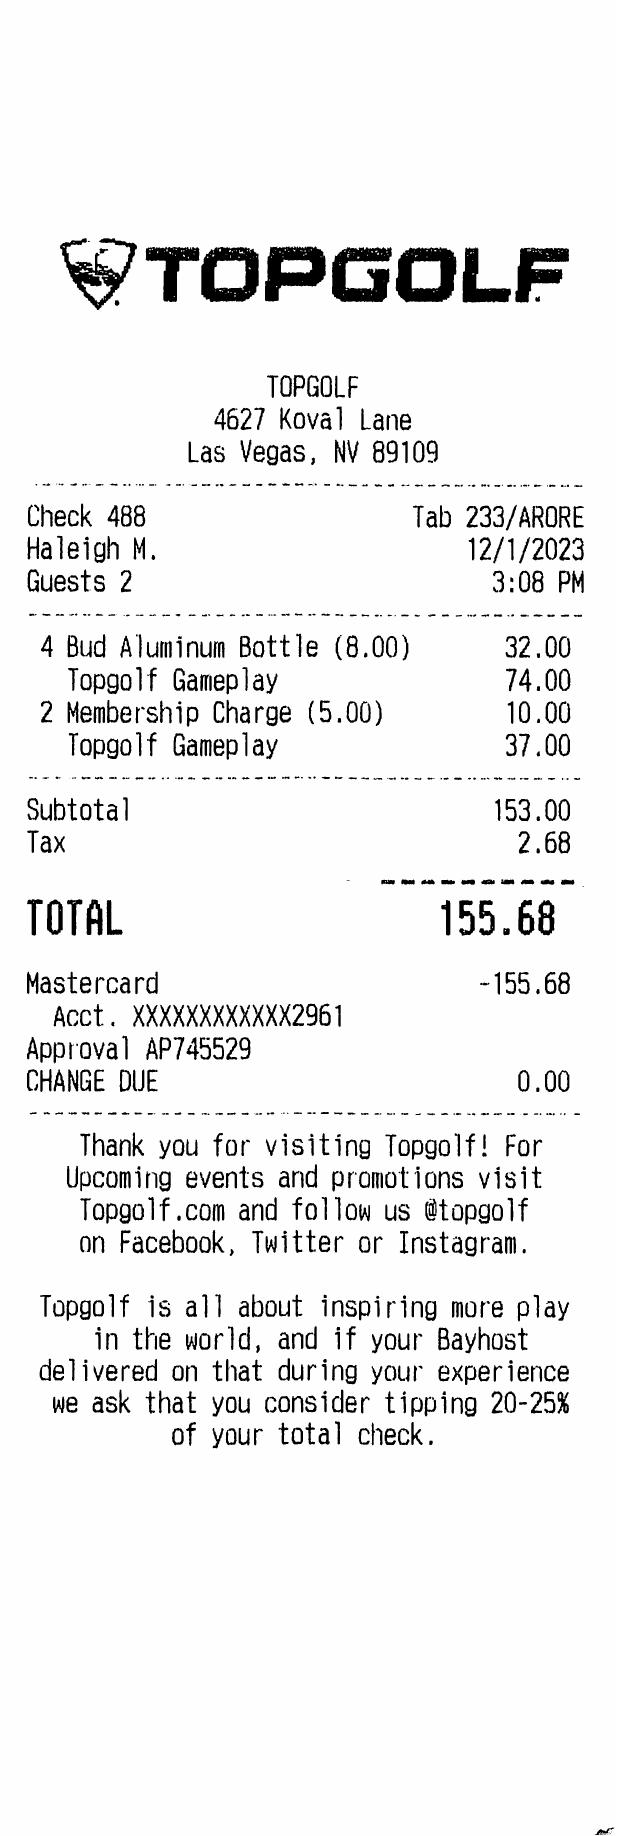 TOPGOLF
TOPGOLF
4627 Koval Lane
Las Vegas, NV 89109
Check 488 Tab 233/ARORE
Haleigh M. 12/1/2023
Guests 2 3:08 PM
4 Bud Aluminum Bottle (8.00) 32.00
Topgolf Gameplay 74.00
2 Membership Charge (5.00) 10.00
Topgolf Gameplay 37.00
Subtotal 153.00
Tax 2.68
TOTAL 155.68
Mastercard -155.68
Acct. XXXXXXXXXXXX2961
Approval AP745529
CHANGE DUE 0.00
Thank you for visiting Topgolf! For
Upcoming events and promotions visit
Topgolf.com and follow us @topgolf
on Facebook, Twitter or Instagram.
Topgolf is all about inspiring more play
in the world, and if your Bayhost
delivered on that during your experience
we ask that you consider tipping 20-25%
of your total check.